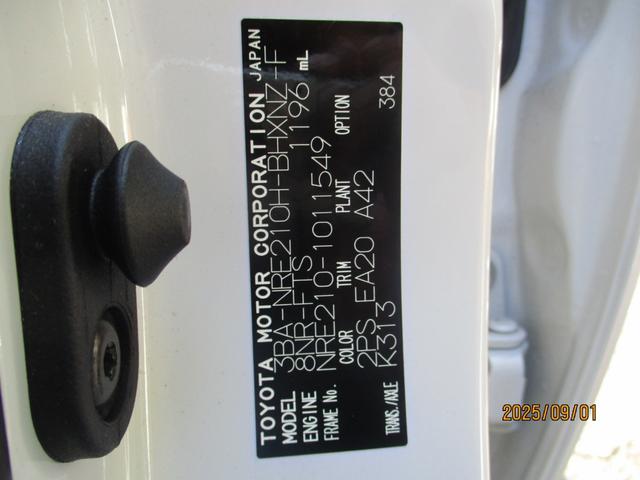 TOYOTA MOTOR CORPORATION JAPAN
MODEL 3BA-NRE210H-BHXNZ-F
ENGINE 8NR-FTS 1196 mL
FRAME No. NRE210-1011549
COLOR TRIM PLANT OPTION
2PS EA20 A42
TRANS./AXLE K313 384
2025/09/01